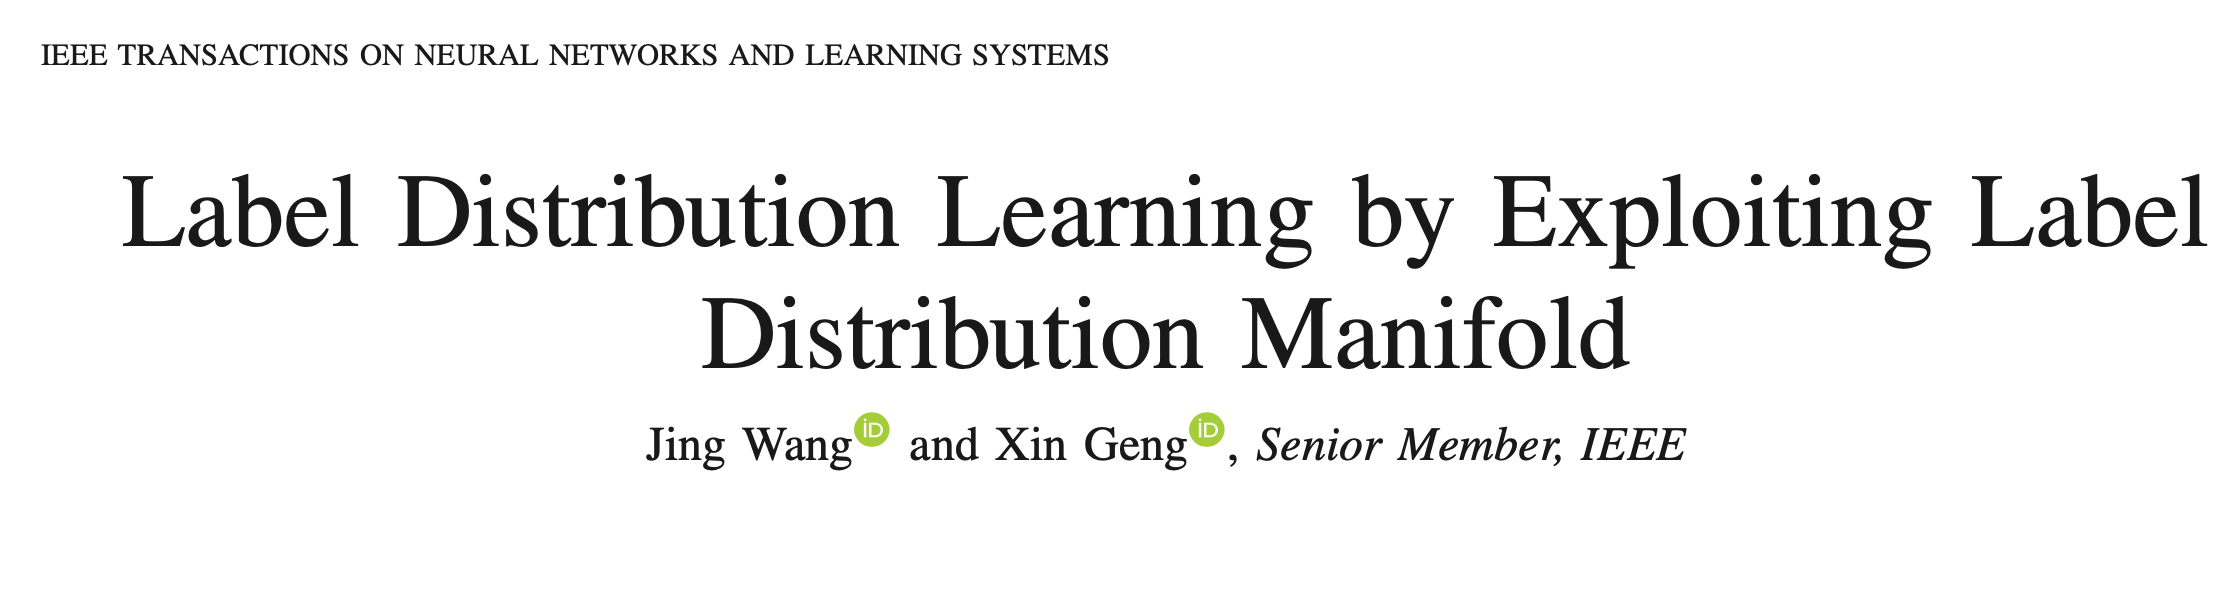 IEEE TRANSACTIONS ON NEURAL NETWORKS AND LEARNING SYSTEMS
Label Distribution Learning by Exploiting Label
Distribution Manifold
Jing Wang iD and Xin Geng iD, Senior Member, IEEE